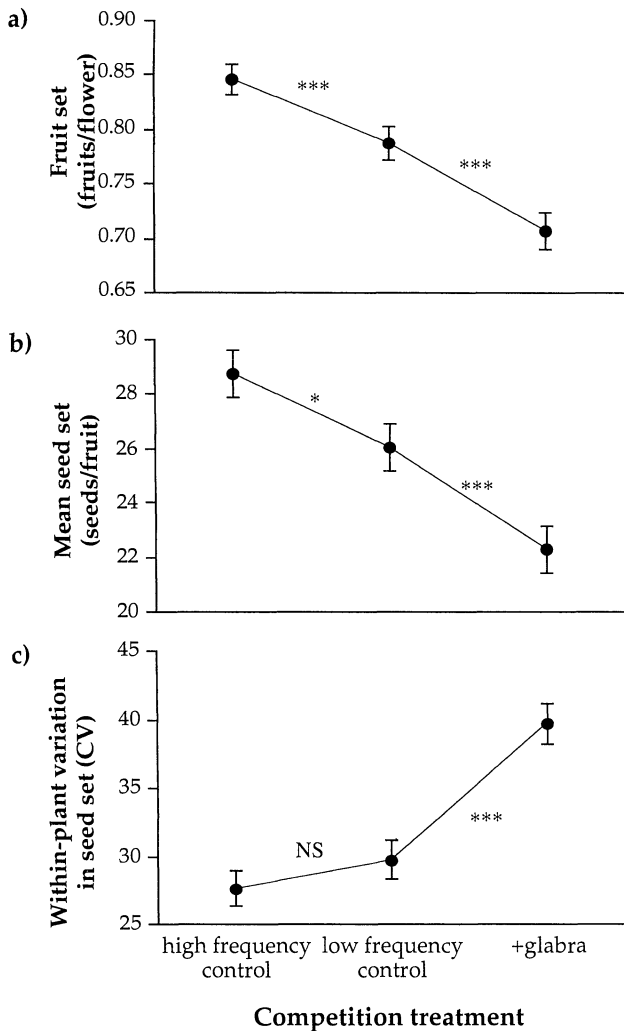 a)
Fruit set
(fruits/flower)
0.90
0.85
0.80
0.75
0.70
0.65
***
***
b)
Mean seed set
(seeds/fruit)
30
28
26
24
22
20
*
***
c)
Within-plant variation
in seed set (CV)
45
40
35
30
25
NS
***
high frequency
control
low frequency
control
+glabra
Competition treatment